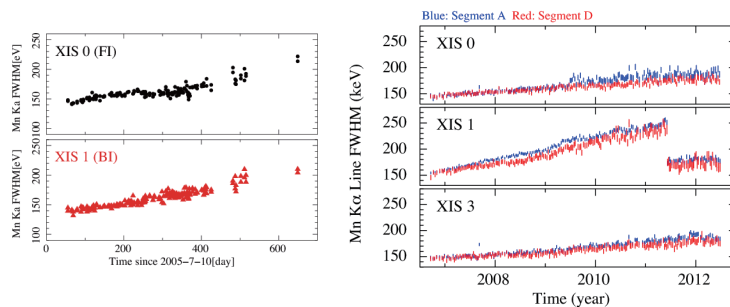 Blue: Segment A Red: Segment D
XIS 0 (FI)
Mn Ka FWHM[eV]
100 150 200 250
XIS 1 (BI)
Mn Ka FWHM[eV]
100 150 200 250
0 200 400 600
Time since 2005-7-10[day]
Mn Kα Line FWHM (keV)
XIS 0
150
200
250
XIS 1
150
200
250
XIS 3
150
200
250
2008 2010 2012
Time (year)